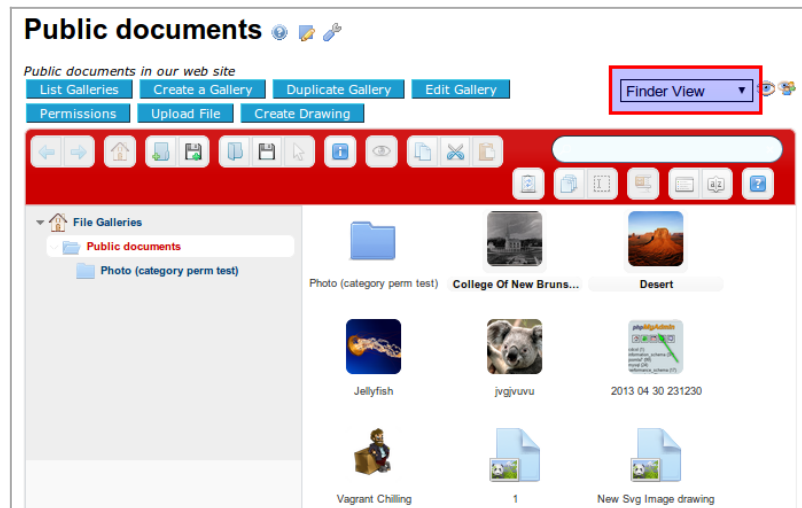 Public documents
Public documents in our web site
List Galleries Create a Gallery Duplicate Gallery Edit Gallery
Finder View
Permissions Upload File Create Drawing
File Galleries
Public documents
Photo (category perm test)
Photo (category perm test) College Of New Bruns... Desert
Jellyfish jvgjvuvu 2013 04 30 231230
Vagrant Chilling 1 New Svg Image drawing